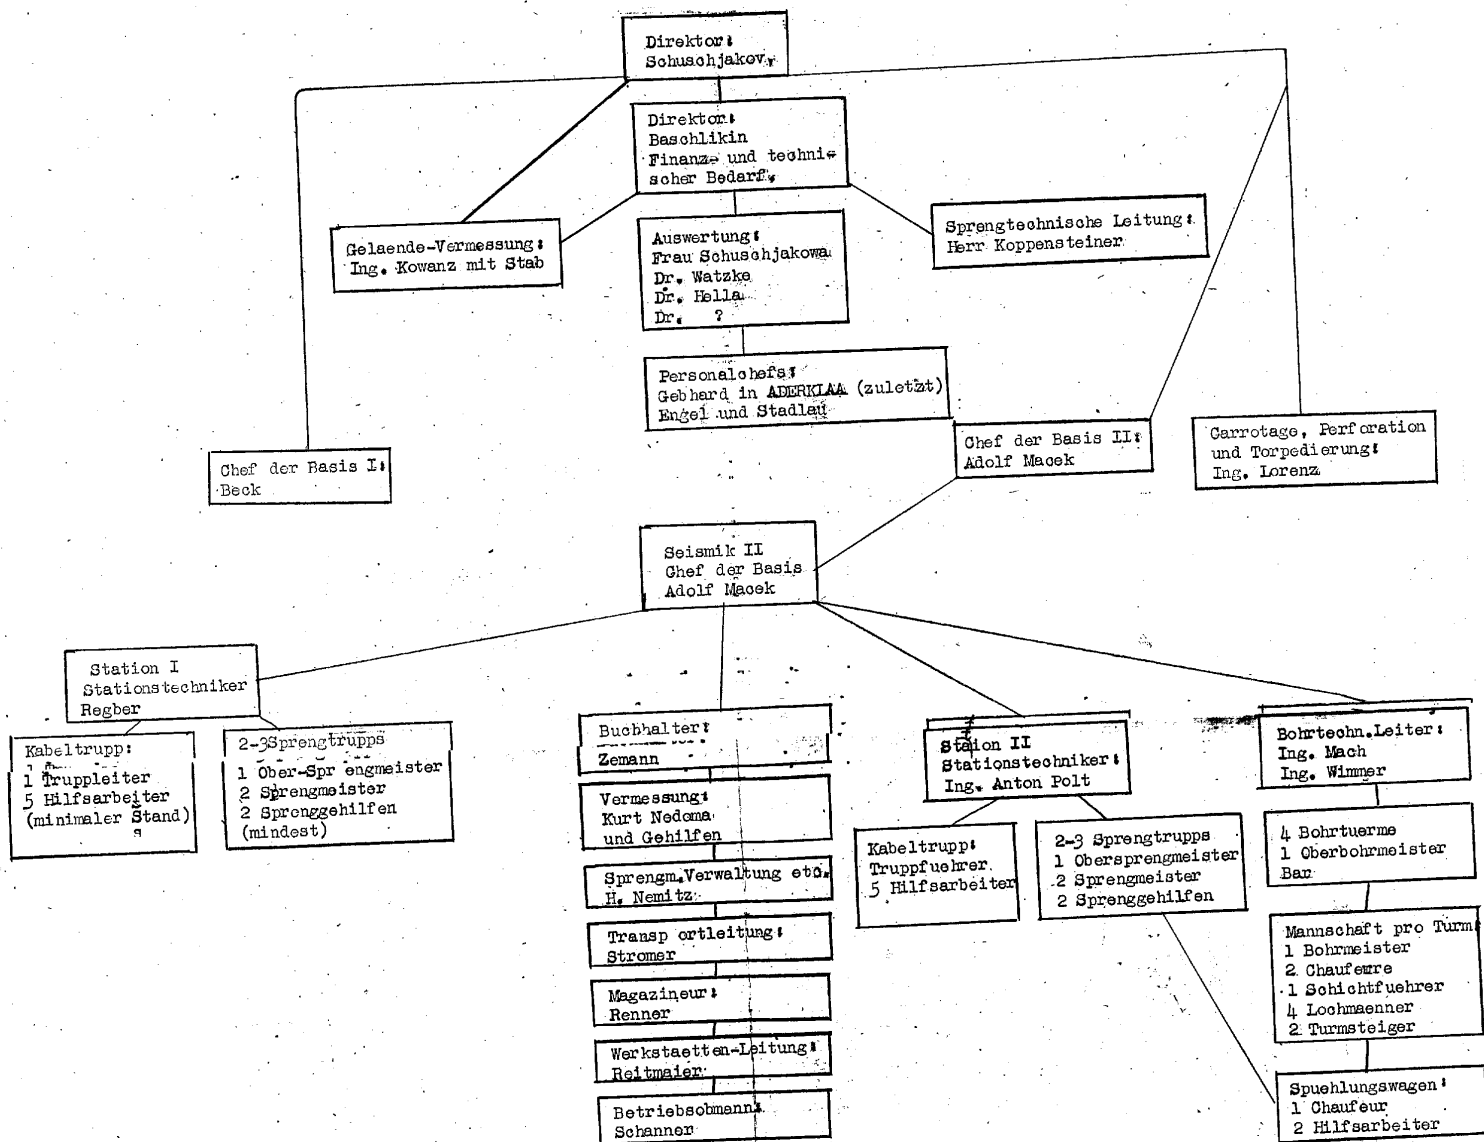 Direktor:
Schuschjakov,
Direktor:
Baschlikin
Finanz- und techni-
scher Bedarf,
Gelaende-Vermessung:
Ing. Kowanz mit Stab
Auswertung:
Frau Schuschjakowa
Dr. Watzke
Dr. Hella
Dr. ?
Sprengtechnische Leitung:
Herr Koppensteiner
Personalchefs:
Gebhard in ADERKLAA (zuletzt)
Engel und Stadlau
Chef der Basis I:
Beck
Chef der Basis II:
Adolf Macek
Carrotage, Perforation
und Torpedierung:
Ing. Lorenz
Seismik II
Chef der Basis
Adolf Macek
Station I
Stationstechniker
Regber
Kabeltrupp:
1 Truppleiter
5 Hilfsarbeiter
(minimaler Stand)
2-3Sprengtrupps
1 Ober-Spr engmeister
2 Sprengmeister
2 Sprenggehilfen
(mindest)
Buchhalter:
Zemann
Vermessung:
Kurt Nedoma
und Gehilfen
Sprengm.Verwaltung etc.
H. Nemitz
Transp ortleitung:
Stromer
Magazineur:
Renner
Werkstaetten-Leitung:
Reitmaier
Betriebsobmann:
Schanner
Station II
Stationstechniker:
Ing. Anton Polt
Kabeltrupp:
Truppfuehrer
5 Hilfsarbeiter
2-3 Sprengtrupps
1 Obersprengmeister
2 Sprengmeister
2 Sprenggehilfen
Bohrtechn.Leiter:
Ing. Mach
Ing. Wimmer
4 Bohrtuerme
1 Oberbohrmeister
Ban
Mannschaft pro Turm:
1 Bohrmeister
2 Chaufeure
1 Schichtfuehrer
4 Lochmaenner
2 Turmsteiger
Spuehlungswagen:
1 Chaufeur
2 Hilfsarbeiter